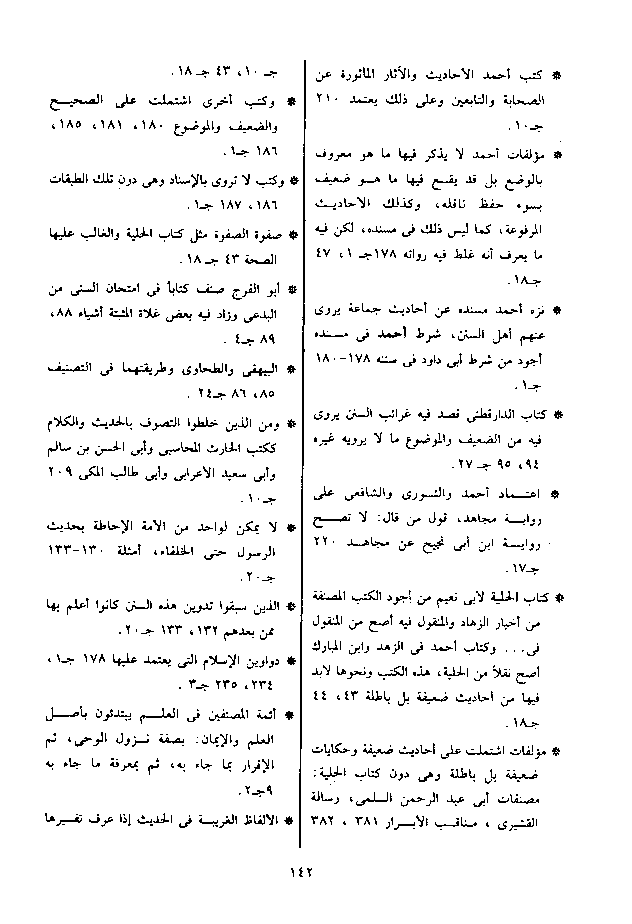 * كتب أحمد الأحاديث والآثار المأثورة عن
الصحابة والتابعين وعلى ذلك يعتمد ٢١٠
جـ١٠.
* مؤلفات أحمد لا يذكر فيها ما هو معروف
بالوضع بل قد يقع فيها ما هو ضعيف
بسوء حفظ ناقله، وكذلك الأحاديث
المرفوعة، كما ليس ذلك فى مسنده، لكن فيه
ما يعرف أنه غلط فيه رواته ١٧٨جـ ١، ٤٧
جـ١٨.
* نزه أحمد مسنده عن أحاديث جماعة يروى
عنهم أهل السنن، شرط أحمد فى مسنده
أجود من شرط أبى داود فى سننه ١٧٨–١٨٠
جـ١.
* كتاب الدارقطنى قصد فيه غرائب السنن يروى
فيه من الضعيف والموضوع ما لا يرويه غيره
٩٤، ٩٥ جـ٢٧.
* اعتماد أحمد والثورى والشافعى على
رواية مجاهد، قول من قال: لا تصح
رواية ابن أبى نجيح عن مجاهد ٢٢٠
جـ١٧.
* كتاب الحلية لأبى نعيم من أجود الكتب المصنفة
من أخبار الزهاد والمنقول فيه أصح من المنقول
فى... وكتاب أحمد فى الزهد وابن المبارك
أصح نقلاً من الحلية، هذه الكتب ونحوها لابد
فيها من أحاديث ضعيفة بل باطلة ٤٣، ٤٤
جـ١٨.
* مؤلفات اشتملت على أحاديث ضعيفة وحكايات
ضعيفة بل باطلة وهى دون كتاب الحلية:
مصنفات أبى عبد الرحمن السلمى، رسالة
القشيرى ، مناقب الأبرار ٣٨١ ، ٣٨٢
جـ ١٠، ٤٣ جـ ١٨.
* وكتب أخرى اشتملت على الصحيح
والضعيف والموضوع ١٨٠، ١٨١، ١٨٥،
١٨٦ جـ١.
* وكتب لا تروى بالإسناد وهى دون تلك الطبقات
١٨٦، ١٨٧ جـ١.
* صفوة الصفوة مثل كتاب الحلية والغالب عليها
الصحة ٤٣ جـ ١٨.
* أبو الفرج صنف كتاباً فى امتحان السنى من
البدعى وزاد فيه بعض غلاة المثبتة أشياء ٨٨،
٨٩ جـ٤ .
* البيهقى والطحاوى وطريقتهما فى التصنيف
٨٥، ٨٦ جـ٢٤ .
* ومن الذين خلطوا التصوف بالحديث والكلام
ككتب الحارث المحاسبى وأبى الحسن بن سالم
وأبى سعيد الأعرابى وأبى طالب المكى ٢٠٩
جـ١٠ .
* لا يمكن لواحد من الأمة الإحاطة بحديث
الرسول حتى الخلفاء، أمثلة ١٣٠–١٣٣
جـ٢٠ .
* الذين سبقوا تدوين هذه السنن كانوا أعلم بها
ممن بعدهم ١٣٢، ١٣٣ جـ٢٠.
* دواوين الإسلام التى يعتمد عليها ١٧٨ جـ١،
٢٣٤، ٢٣٥ جـ٣ .
* أئمة المصنفين فى العلم يبتدئون بأصل
العلم والإيمان: بصفة نزول الوحى، ثم
الإقرار بما جاء به، ثم بمعرفة ما جاء به
٩جـ٢.
* الألفاظ الغريبة فى الحديث إذا عرف تفسيرها
١٤٢